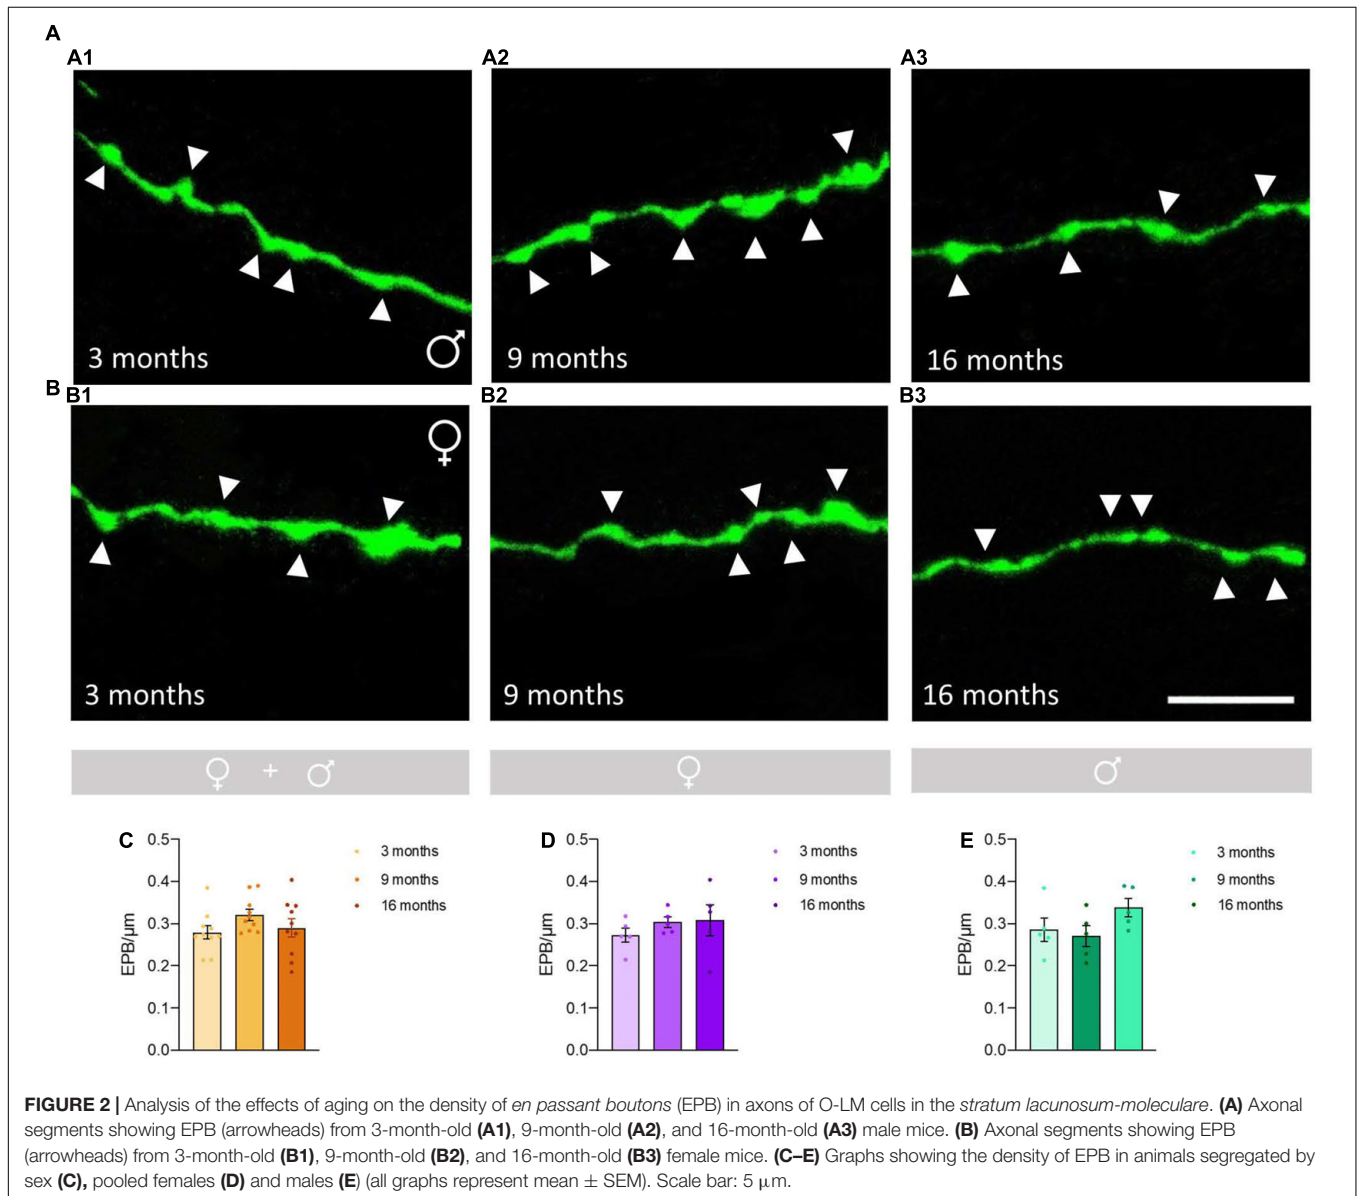 A
A1
A2
A3
3 months
♂
9 months
16 months
B
B1
B2
B3
♀
3 months
9 months
16 months
♀ + ♂
♀
♂
C
0.5
0.4
0.3
0.2
0.1
0.0
EPB/μm
3 months
9 months
16 months
D
0.5
0.4
0.3
0.2
0.1
0.0
EPB/μm
3 months
9 months
16 months
E
0.5
0.4
0.3
0.2
0.1
0.0
EPB/μm
3 months
9 months
16 months
FIGURE 2 | Analysis of the effects of aging on the density of en passant boutons (EPB) in axons of O-LM cells in the stratum lacunosum-moleculare. (A) Axonal
segments showing EPB (arrowheads) from 3-month-old (A1), 9-month-old (A2), and 16-month-old (A3) male mice. (B) Axonal segments showing EPB
(arrowheads) from 3-month-old (B1), 9-month-old (B2), and 16-month-old (B3) female mice. (C–E) Graphs showing the density of EPB in animals segregated by
sex (C), pooled females (D) and males (E) (all graphs represent mean ± SEM). Scale bar: 5 μm.